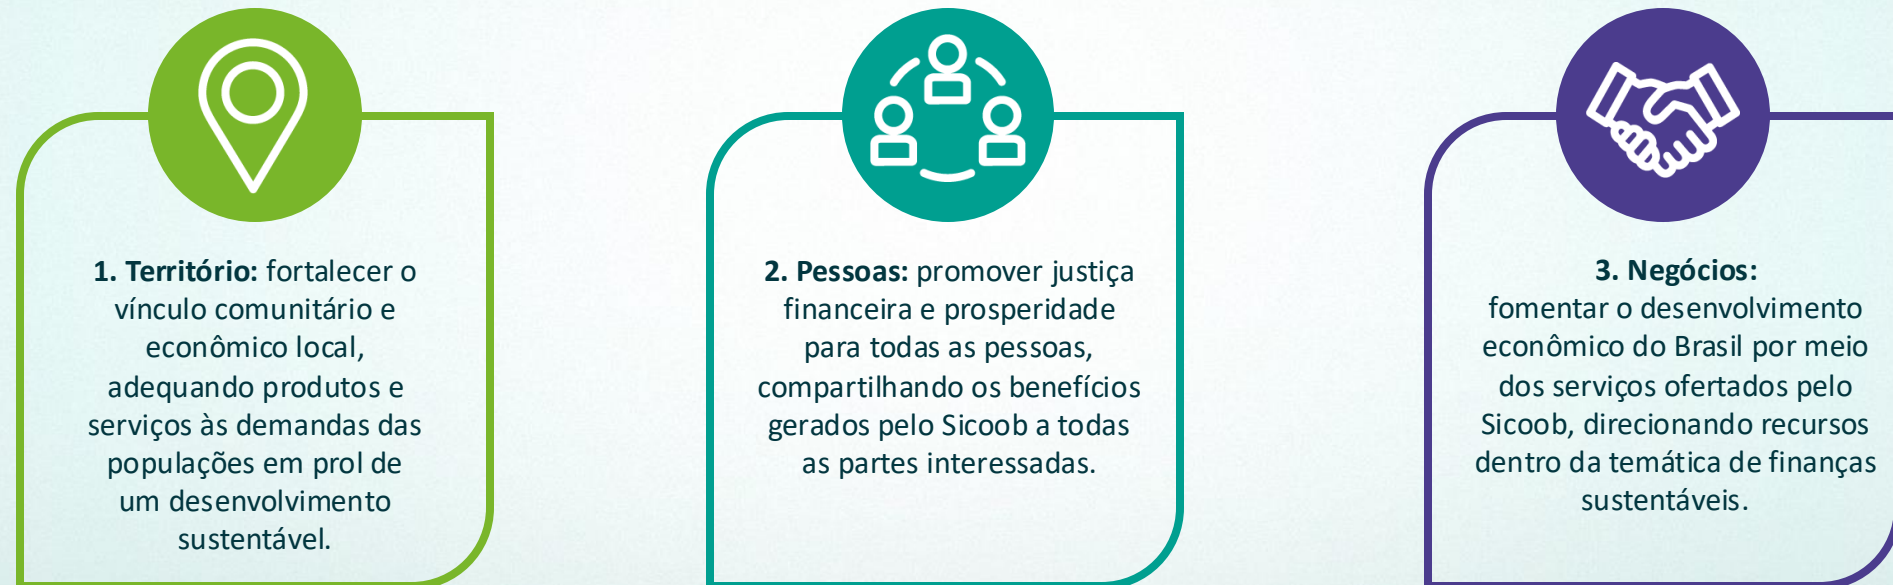 1. Território: fortalecer o
vínculo comunitário e
econômico local,
adequando produtos e
serviços às demandas das
populações em prol de
um desenvolvimento
sustentável.
2. Pessoas: promover justiça
financeira e prosperidade
para todas as pessoas,
compartilhando os benefícios
gerados pelo Sicoob a todas
as partes interessadas.
3. Negócios:
fomentar o desenvolvimento
econômico do Brasil por meio
dos serviços ofertados pelo
Sicoob, direcionando recursos
dentro da temática de finanças
sustentáveis.